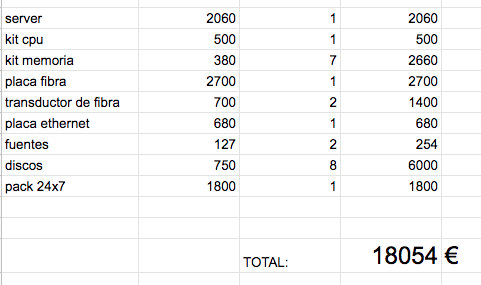 server 2060 1 2060
kit cpu 500 1 500
kit memoria 380 7 2660
placa fibra 2700 1 2700
transductor de fibra 700 2 1400
placa ethernet 680 1 680
fuentes 127 2 254
discos 750 8 6000
pack 24x7 1800 1 1800
TOTAL: 18054 €